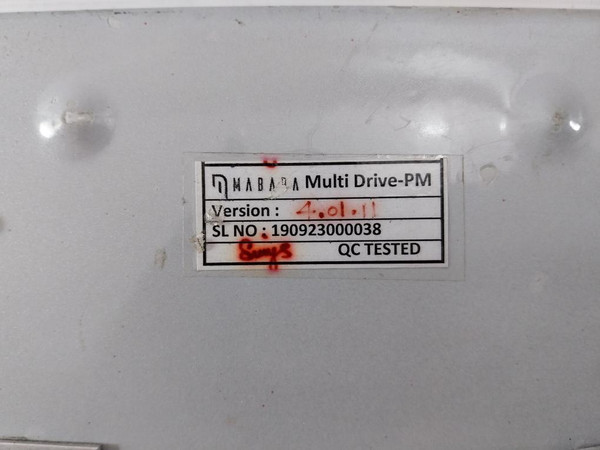 MABARA Multi Drive-PM
Version : 4.01.11
SL NO : 190923000038
QC TESTED